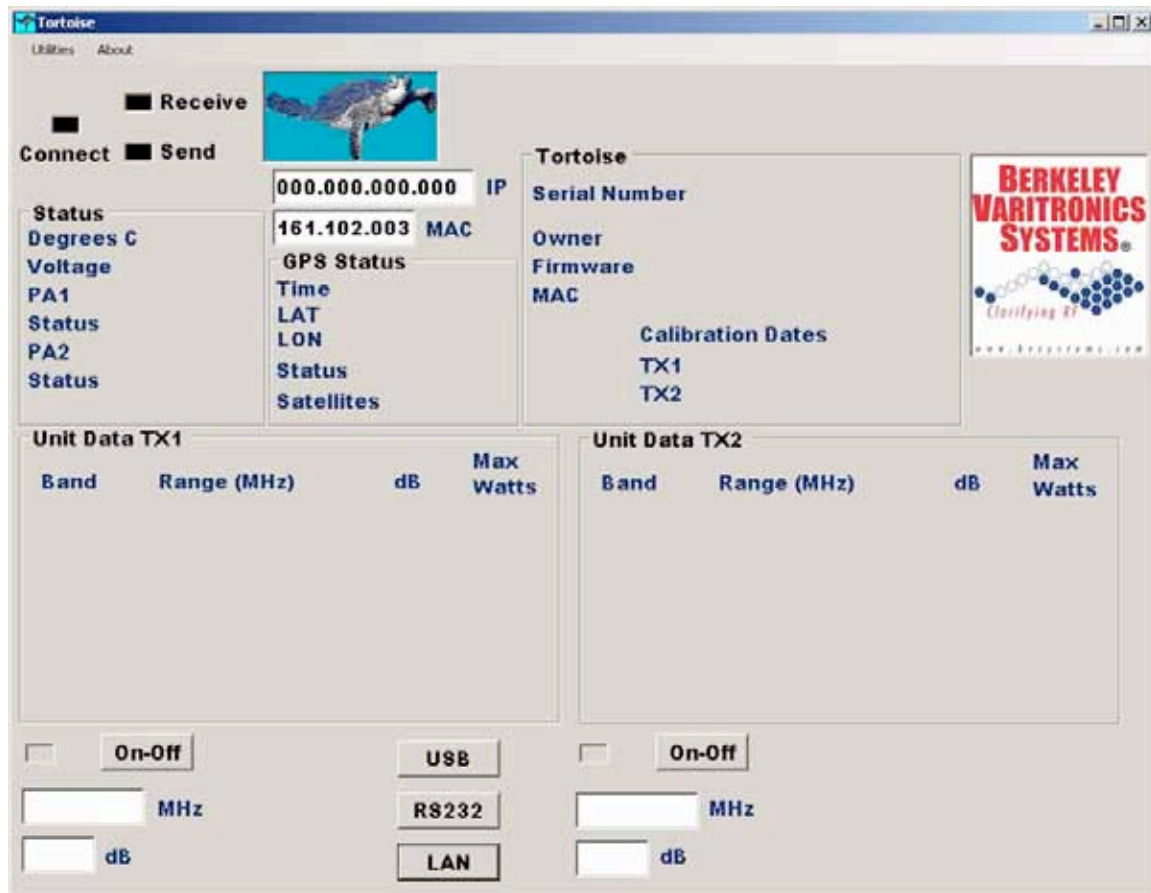 Tortoise
Utilities About
Receive
Connect
Send
000.000.000.000 IP
161.102.003 MAC
Status
Degrees C
Voltage
PA1
Status
PA2
Status
GPS Status
Time
LAT
LON
Status
Satellites
Tortoise
Serial Number
Owner
Firmware
MAC
Calibration Dates
TX1
TX2
BERKELEY
VARITRONICS
SYSTEMS®
Clarifying RF
www.bvsystems.com
Unit Data TX1
Band Range (MHz) dB Max Watts
Unit Data TX2
Band Range (MHz) dB Max Watts
On-Off
MHz
dB
USB
RS232
LAN
On-Off
MHz
dB